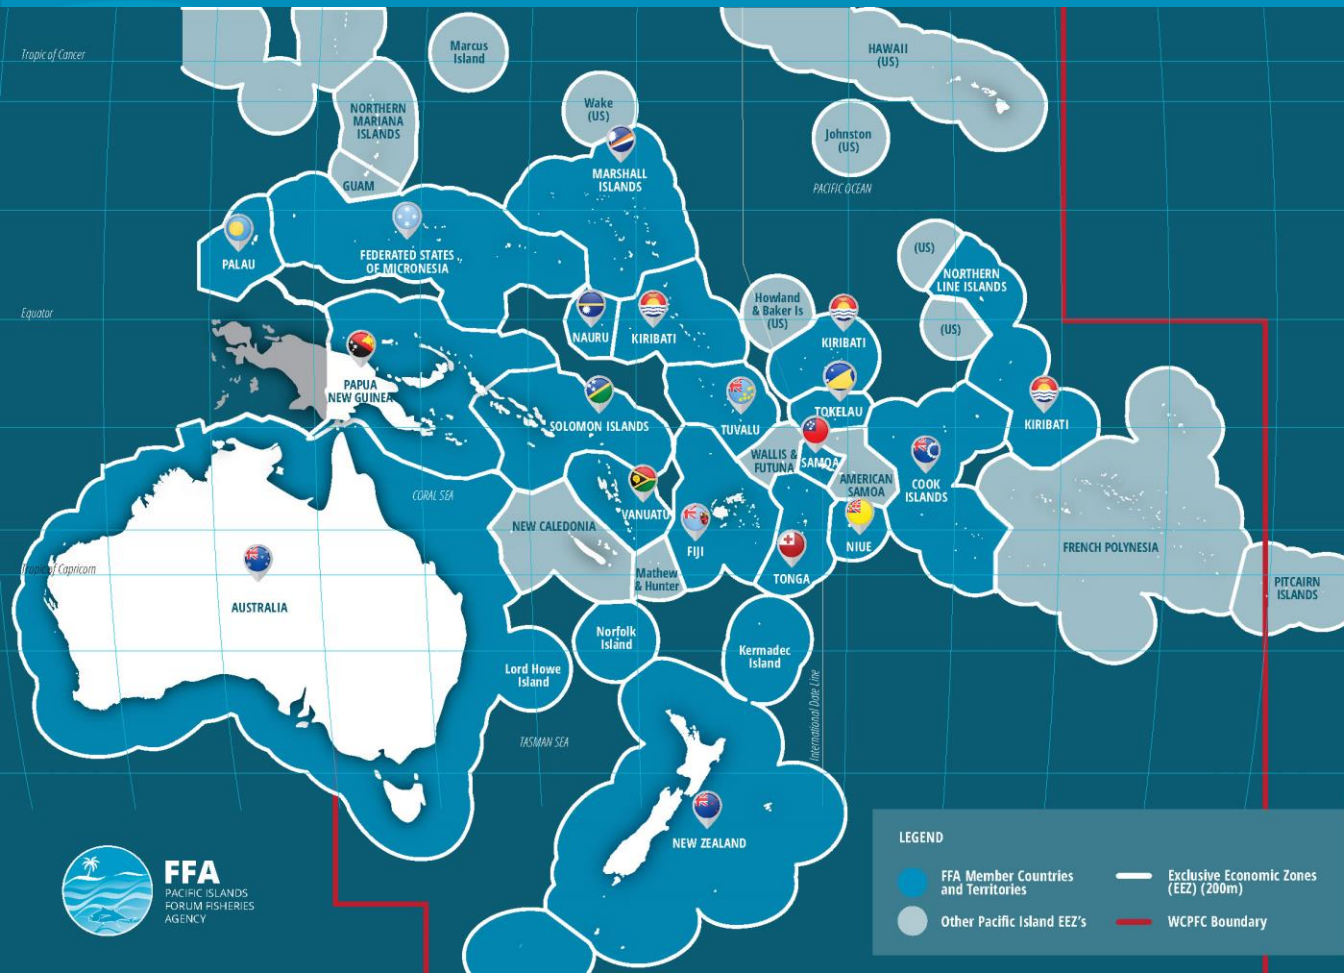 Tropic of Cancer
Marcus
Island
HAWAII
(US)
NORTHERN
MARIANA
ISLANDS
Wake
(US)
Johnston
(US)
MARSHALL
ISLANDS
GUAM
PACIFIC OCEAN
PALAU
FEDERATED STATES
OF MICRONESIA
(US)
NORTHERN
LINE ISLANDS
Howland
& Baker Is
(US)
Equator
NAURU
KIRIBATI
KIRIBATI
(US)
PAPUA
NEW GUINEA
SOLOMON ISLANDS
TUVALU
TOKELAU
KIRIBATI
WALLIS &
FUTUNA
SAMOA
AMERICAN
SAMOA
COOK
ISLANDS
CORAL SEA
VANUATU
NEW CALEDONIA
FIJI
NIUE
FRENCH POLYNESIA
Tropic of Capricorn
Mathew
& Hunter
TONGA
PITCAIRN
ISLANDS
AUSTRALIA
Norfolk
Island
Kermadec
Island
Lord Howe
Island
International Date Line
TASMAN SEA
NEW ZEALAND
FFA
PACIFIC ISLANDS
FORUM FISHERIES
AGENCY
LEGEND
FFA Member Countries
and Territories
Exclusive Economic Zones
(EEZ) (200m)
Other Pacific Island EEZ's
WCPFC Boundary